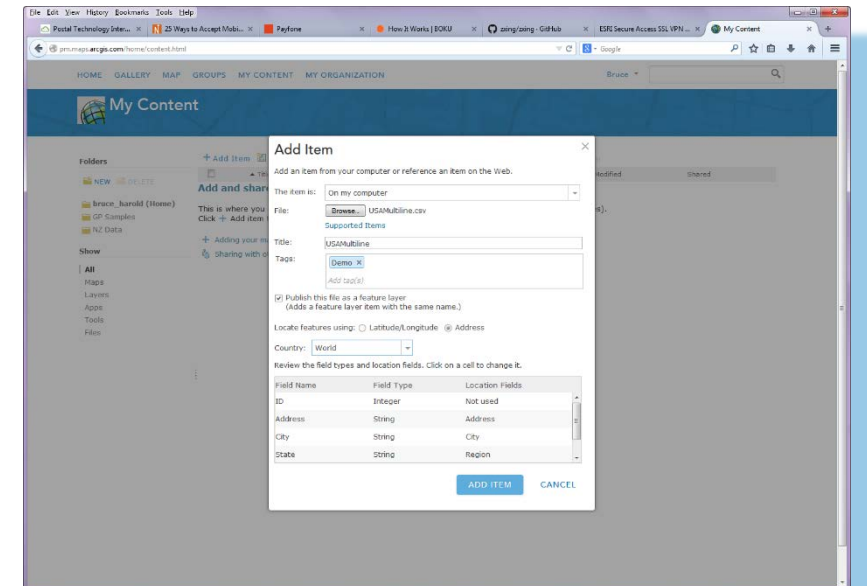 File Edit View History Bookmarks Tools Help
Postal Technology Inter... × 25 Ways to Accept Mobi... × Payfone × How It Works | BOKU × zxing/zxing · GitHub × ESRI Secure Access SSL VPN ... × My Content × +
prs.maps.arcgis.com/home/content.html Google
HOME GALLERY MAP GROUPS MY CONTENT MY ORGANIZATION Bruce
My Content
Folders
NEW DELETE
bruce_harold (Home)
GP Samples
NZ Data
Show
All
Maps
Layers
Apps
Tools
Files
+ Add Item
Modified Shared
Add and shar
This is where you
Click + Add item
+ Adding your m
Sharing with o
Add Item ×
Add an item from your computer or reference an item on the Web.
The item is: On my computer
File: Browse... USAMultiline.csv
Supported Items
Title: USAMultiline
Tags: Demo ×
Add tag(s)
Publish this file as a feature layer
(Adds a feature layer item with the same name.)
Locate features using: Latitude/Longitude Address
Country: World
Review the field types and location fields. Click on a cell to change it.
Field Name Field Type Location Fields
ID Integer Not used
Address String Address
City String City
State String Region
ADD ITEM CANCEL